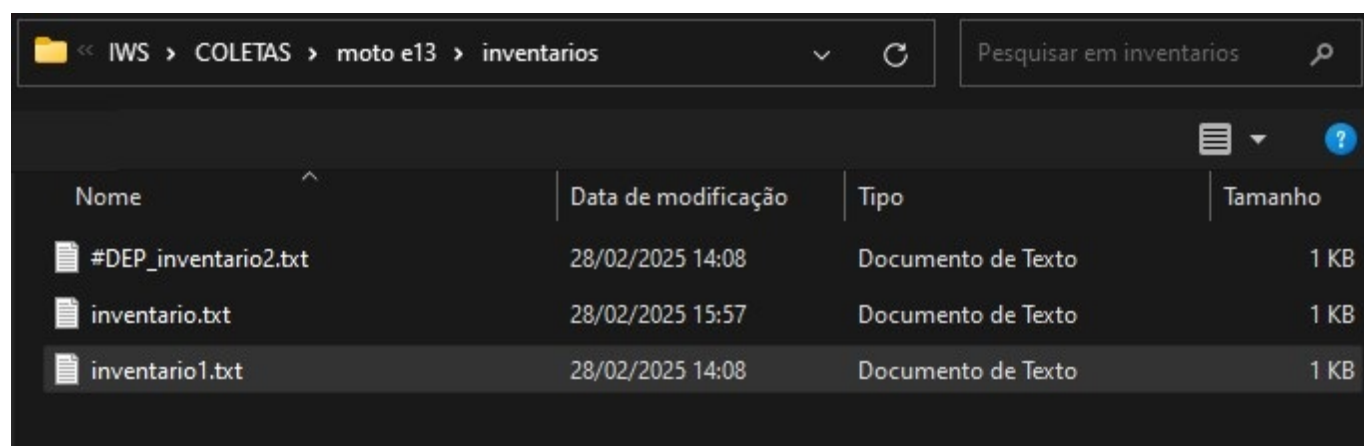 « IWS > COLETAS > moto e13 > inventarios Pesquisar em inventarios
?
Nome Data de modificação Tipo Tamanho
#DEP_inventario2.txt 28/02/2025 14:08 Documento de Texto 1 KB
inventario.txt 28/02/2025 15:57 Documento de Texto 1 KB
inventario1.txt 28/02/2025 14:08 Documento de Texto 1 KB